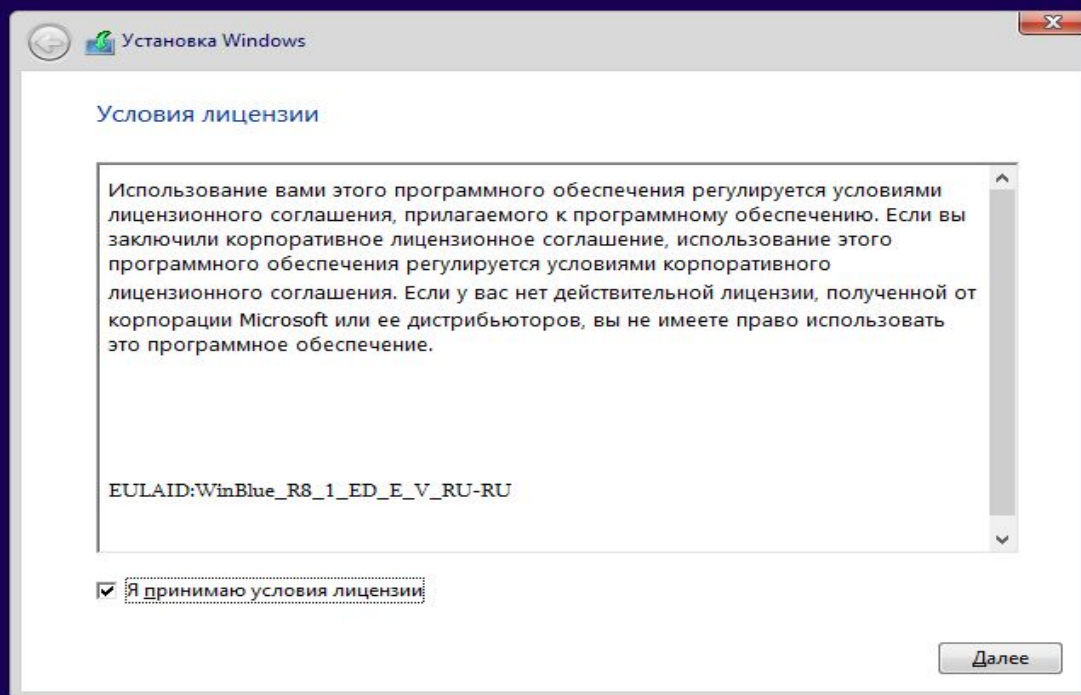 Установка Windows
Условия лицензии
Использование вами этого программного обеспечения регулируется условиями
лицензионного соглашения, прилагаемого к программному обеспечению. Если вы
заключили корпоративное лицензионное соглашение, использование этого
программного обеспечения регулируется условиями корпоративного
лицензионного соглашения. Если у вас нет действительной лицензии, полученной от
корпорации Microsoft или ее дистрибьюторов, вы не имеете право использовать
это программное обеспечение.
EULAID:WinBlue_R8_1_ED_E_V_RU-RU
Я принимаю условия лицензии
Далее